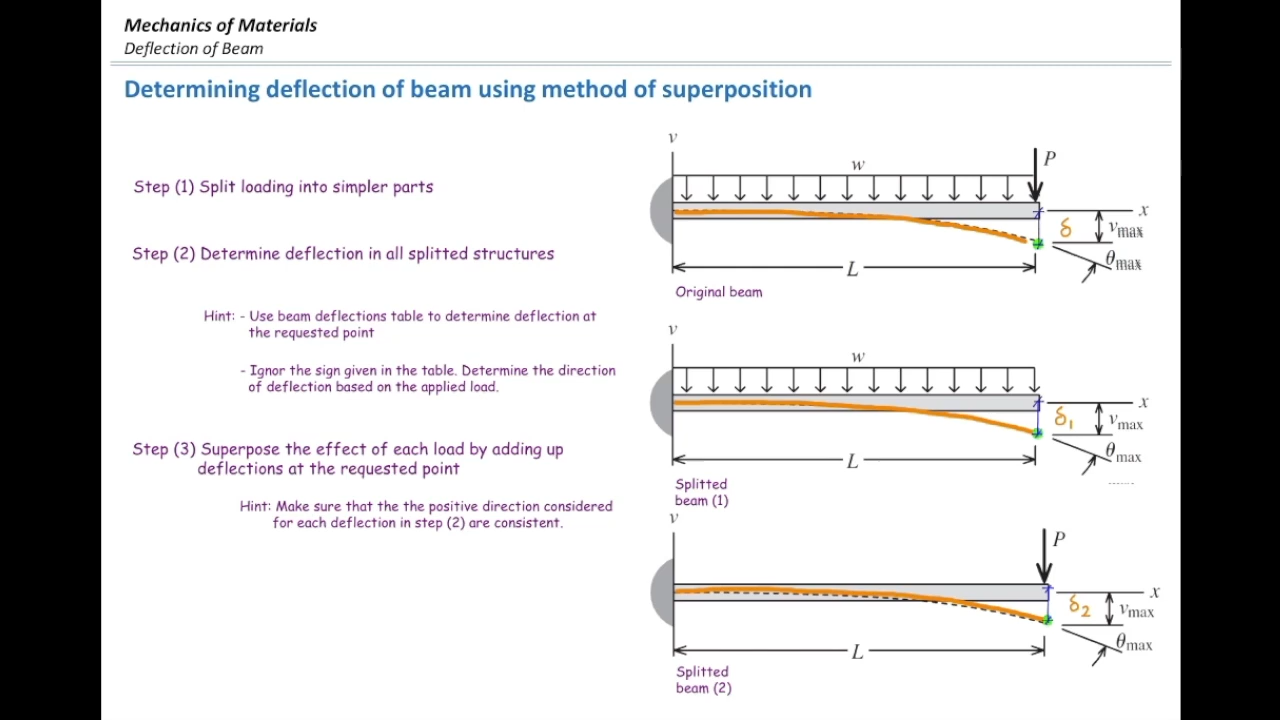 Mechanics of Materials
Deflection of Beam
Determining deflection of beam using method of superposition
Step (1) Split loading into simpler parts
Step (2) Determine deflection in all splitted structures
Hint: - Use beam deflections table to determine deflection at
the requested point
- Ignor the sign given in the table. Determine the direction
of deflection based on the applied load.
Step (3) Superpose the effect of each load by adding up
deflections at the requested point
Hint: Make sure that the the positive direction considered
for each deflection in step (2) are consistent.
v
w
P
x
δ
vmax
θmax
L
Original beam
v
w
x
δ1
vmax
θmax
L
Splitted
beam (1)
v
P
x
δ2
vmax
θmax
L
Splitted
beam (2)